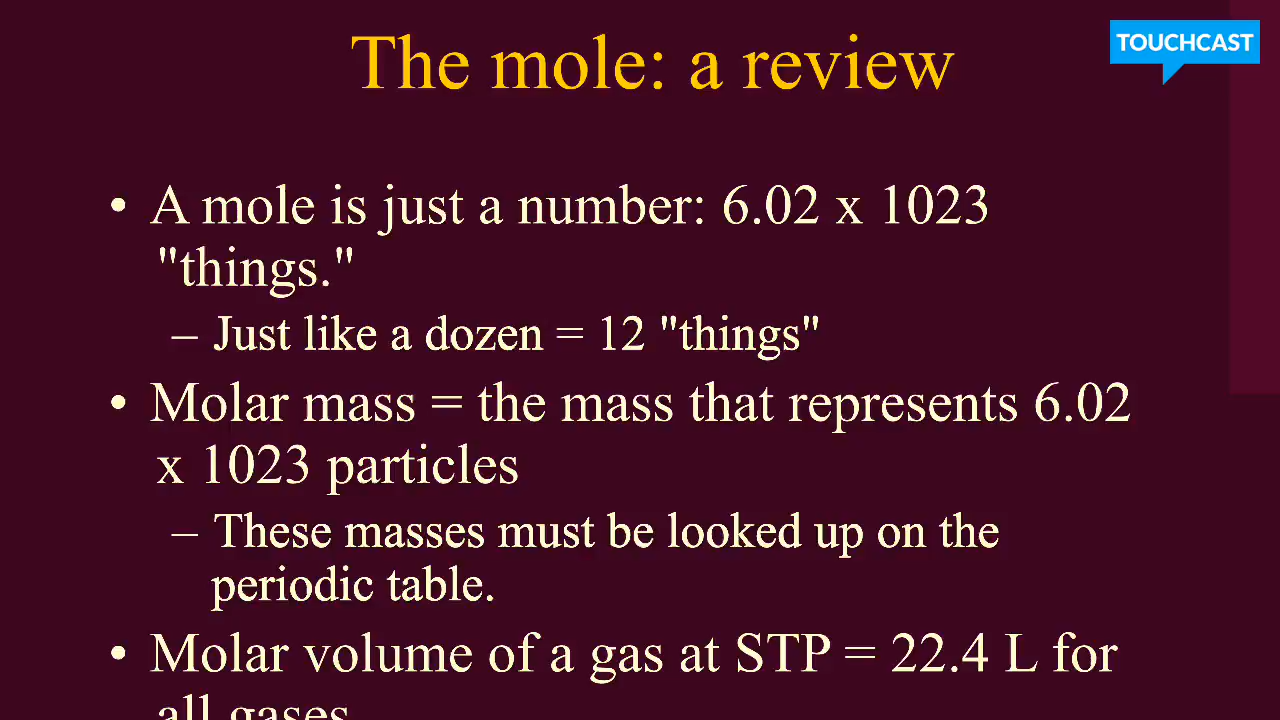 The mole: a review
TOUCHCAST
• A mole is just a number: 6.02 x 1023
"things."
– Just like a dozen = 12 "things"
• Molar mass = the mass that represents 6.02
x 1023 particles
– These masses must be looked up on the
periodic table.
• Molar volume of a gas at STP = 22.4 L for
all gases